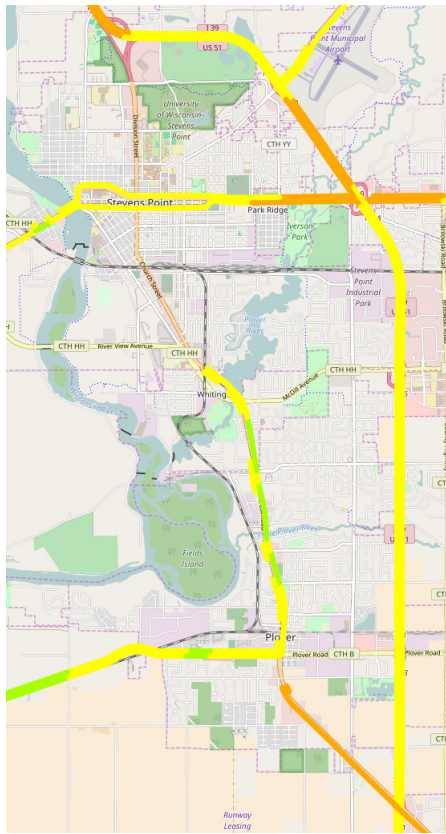 I 39
US 51
Stevens
Point Municipal
Airport
University
of Wisconsin–
Stevens
Point
Division Street
CTH YY
Stevens Point
Park Ridge
CTH HH
Iverson
Park
Church Street
Stevens
Point
Industrial
Park
Plover
River
River View Avenue
CTH HH
CTH HH
CTH HH
McDill Avenue
Whiting
Fields
Island
Plover
Plover Road
CTH B
Plover Road
Runway
Leasing